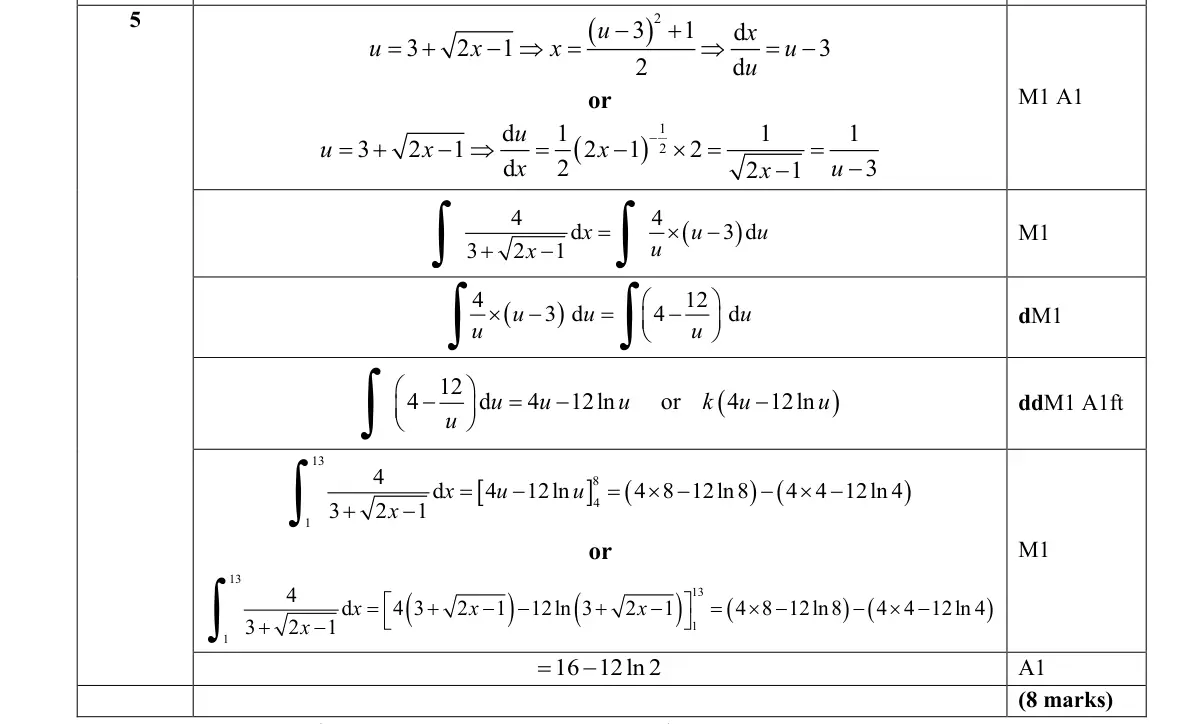 5
u = 3 + √(2x − 1) ⇒ x = ((u − 3)² + 1)/2 ⇒ dx/du = u − 3
or
u = 3 + √(2x − 1) ⇒ du/dx = 1/2 (2x − 1)^(−1/2) × 2 = 1/√(2x − 1) = 1/(u − 3)
M1 A1
∫ 4/(3 + √(2x − 1)) dx = ∫ 4/u × (u − 3) du
M1
∫ 4/u × (u − 3) du = ∫ (4 − 12/u) du
dM1
∫ (4 − 12/u) du = 4u − 12 ln u or k(4u − 12 ln u)
ddM1 A1ft
∫₁¹³ 4/(3 + √(2x − 1)) dx = [4u − 12 ln u]₄⁸ = (4 × 8 − 12 ln 8) − (4 × 4 − 12 ln 4)
or
∫₁¹³ 4/(3 + √(2x − 1)) dx = [4(3 + √(2x − 1)) − 12 ln(3 + √(2x − 1))]₁¹³ = (4 × 8 − 12 ln 8) − (4 × 4 − 12 ln 4)
M1
= 16 − 12 ln 2
A1
(8 marks)